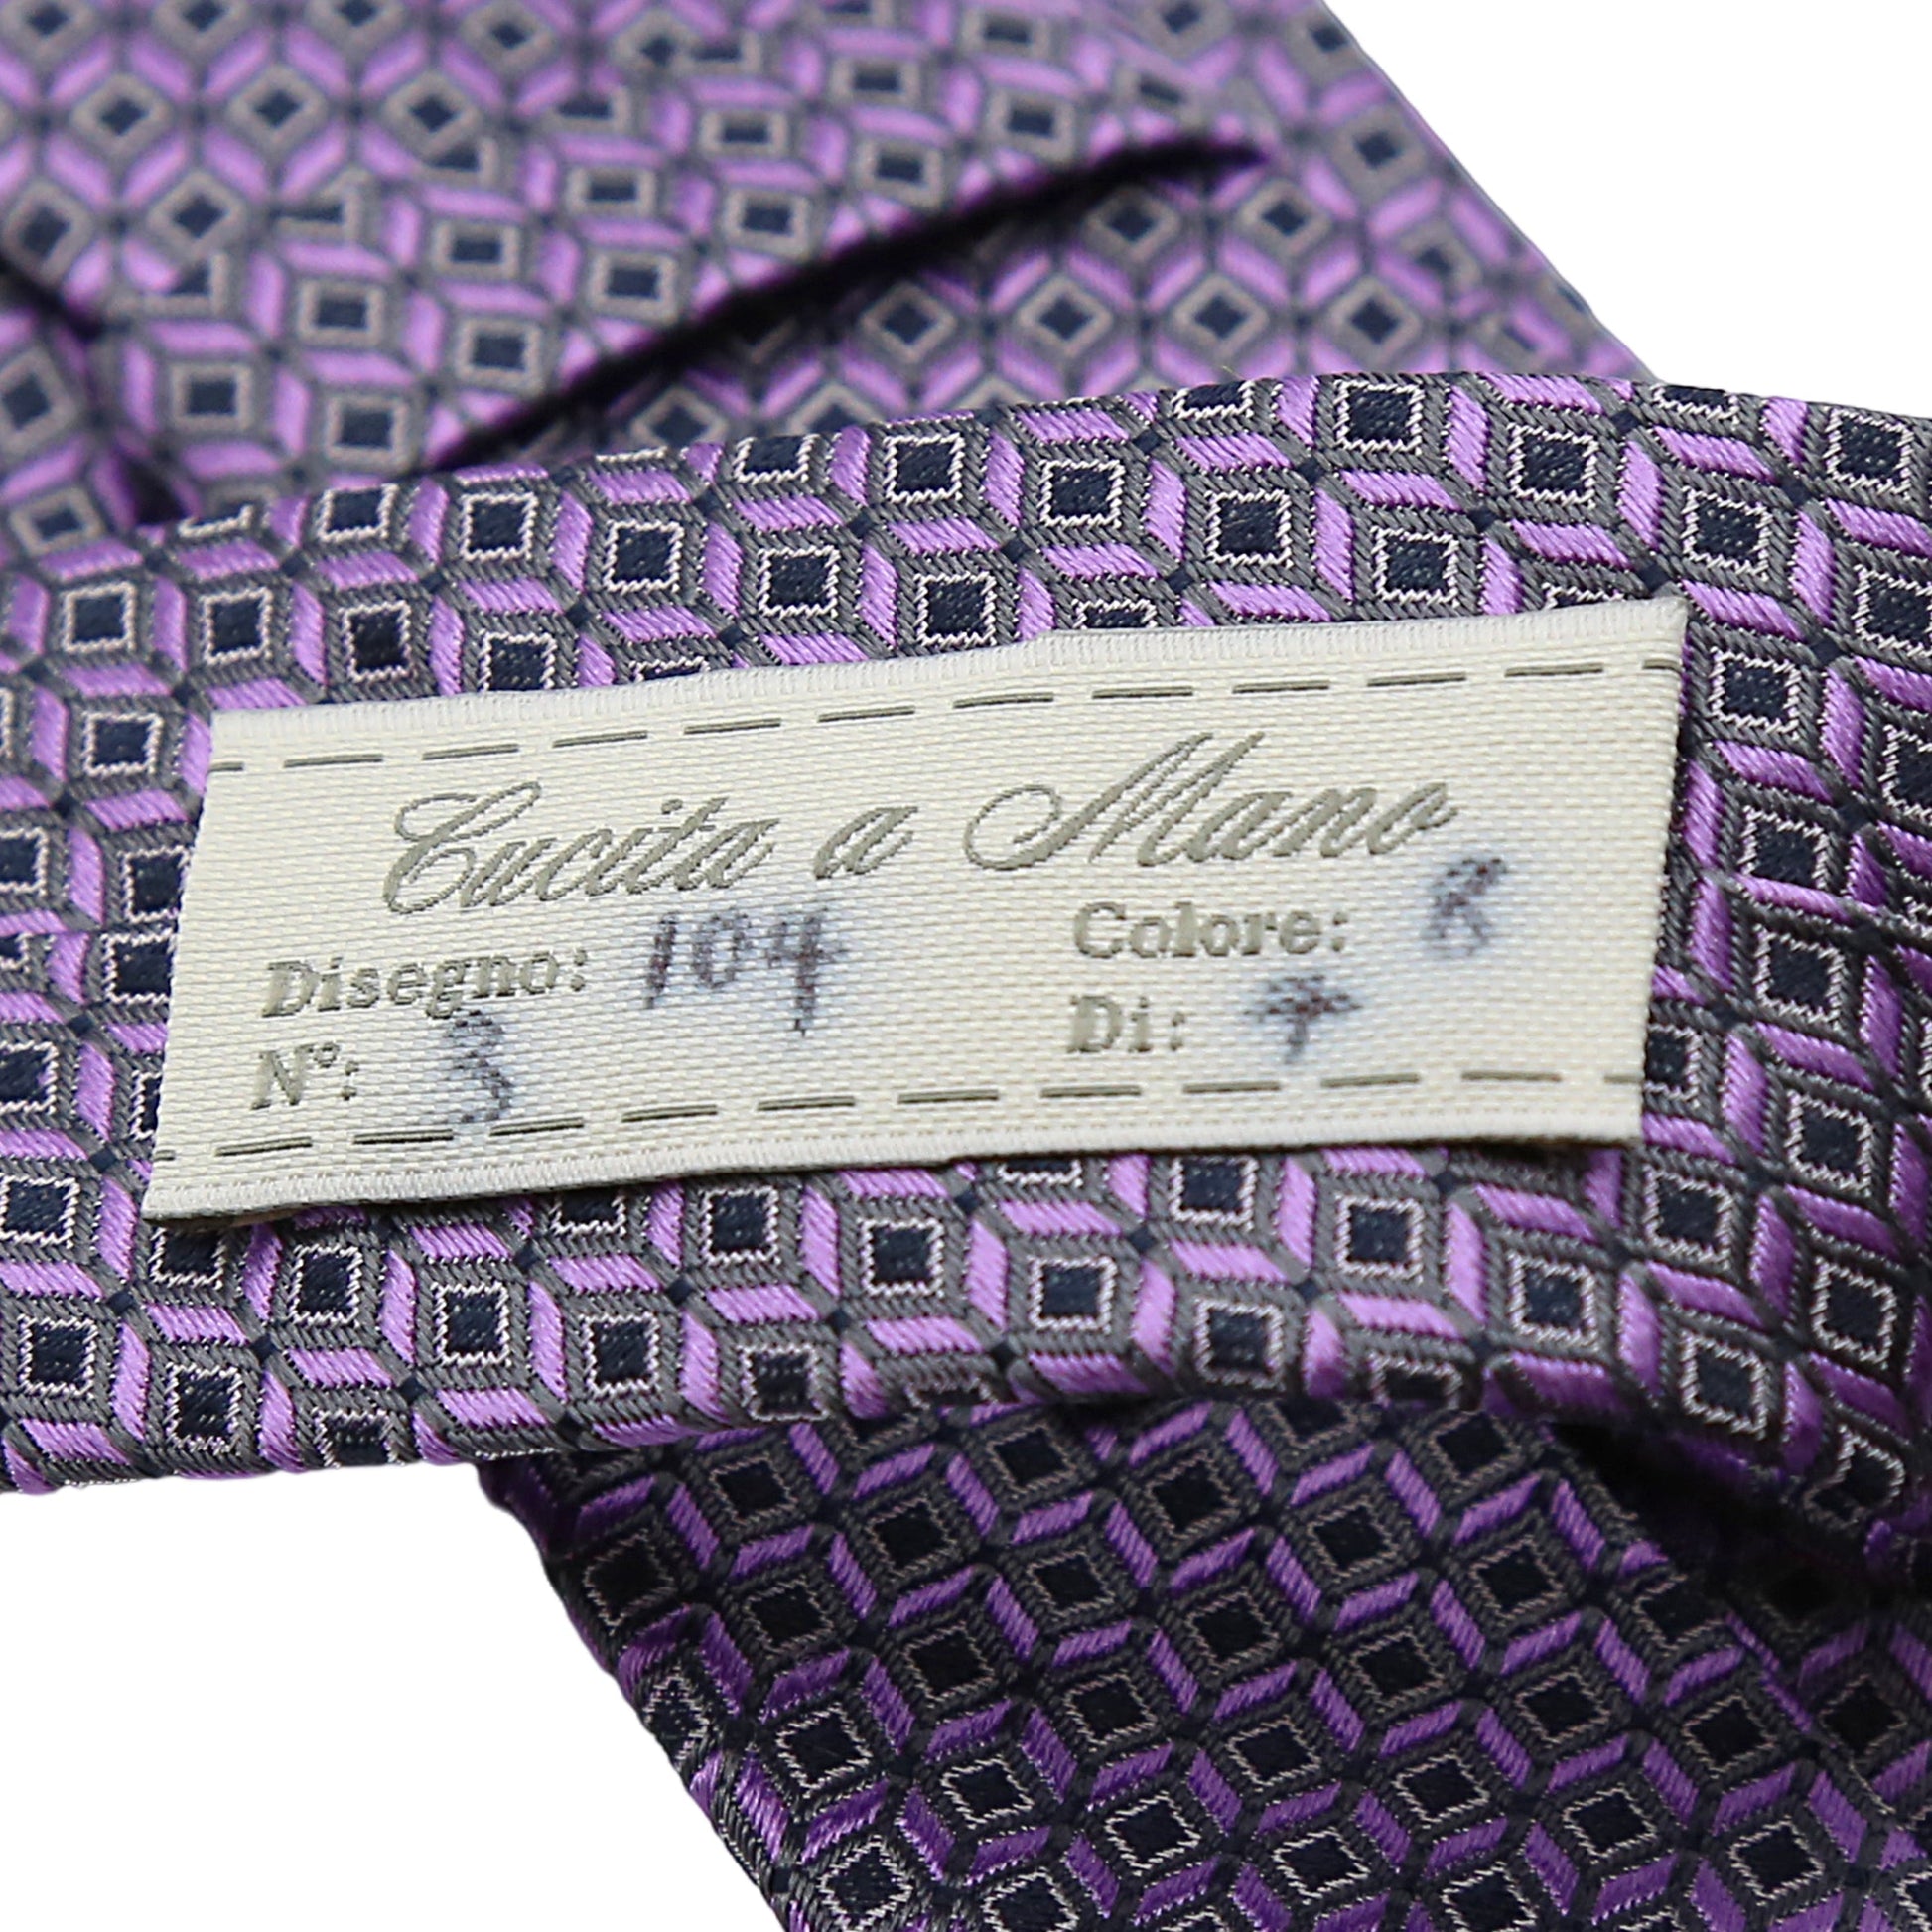 Cucita a Mano
Disegno: 104 Colore: 8
N°: 3 Di: 7